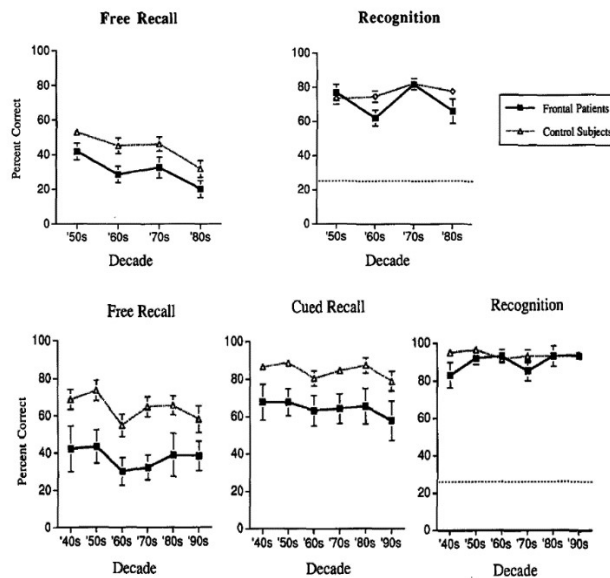 Free Recall
Recognition
100
80
60
40
20
0
Percent Correct
'50s '60s '70s '80s
Decade
100
80
60
40
20
0
'50s '60s '70s '80s
Decade
Frontal Patients
Control Subjects
Free Recall
Cued Recall
Recognition
100
80
60
40
20
0
Percent Correct
'40s '50s '60s '70s '80s '90s
Decade
100
80
60
40
20
0
'40s '50s '60s '70s '80s '90s
Decade
100
80
60
40
20
0
'40s '50s '60s '70s '80s '90s
Decade